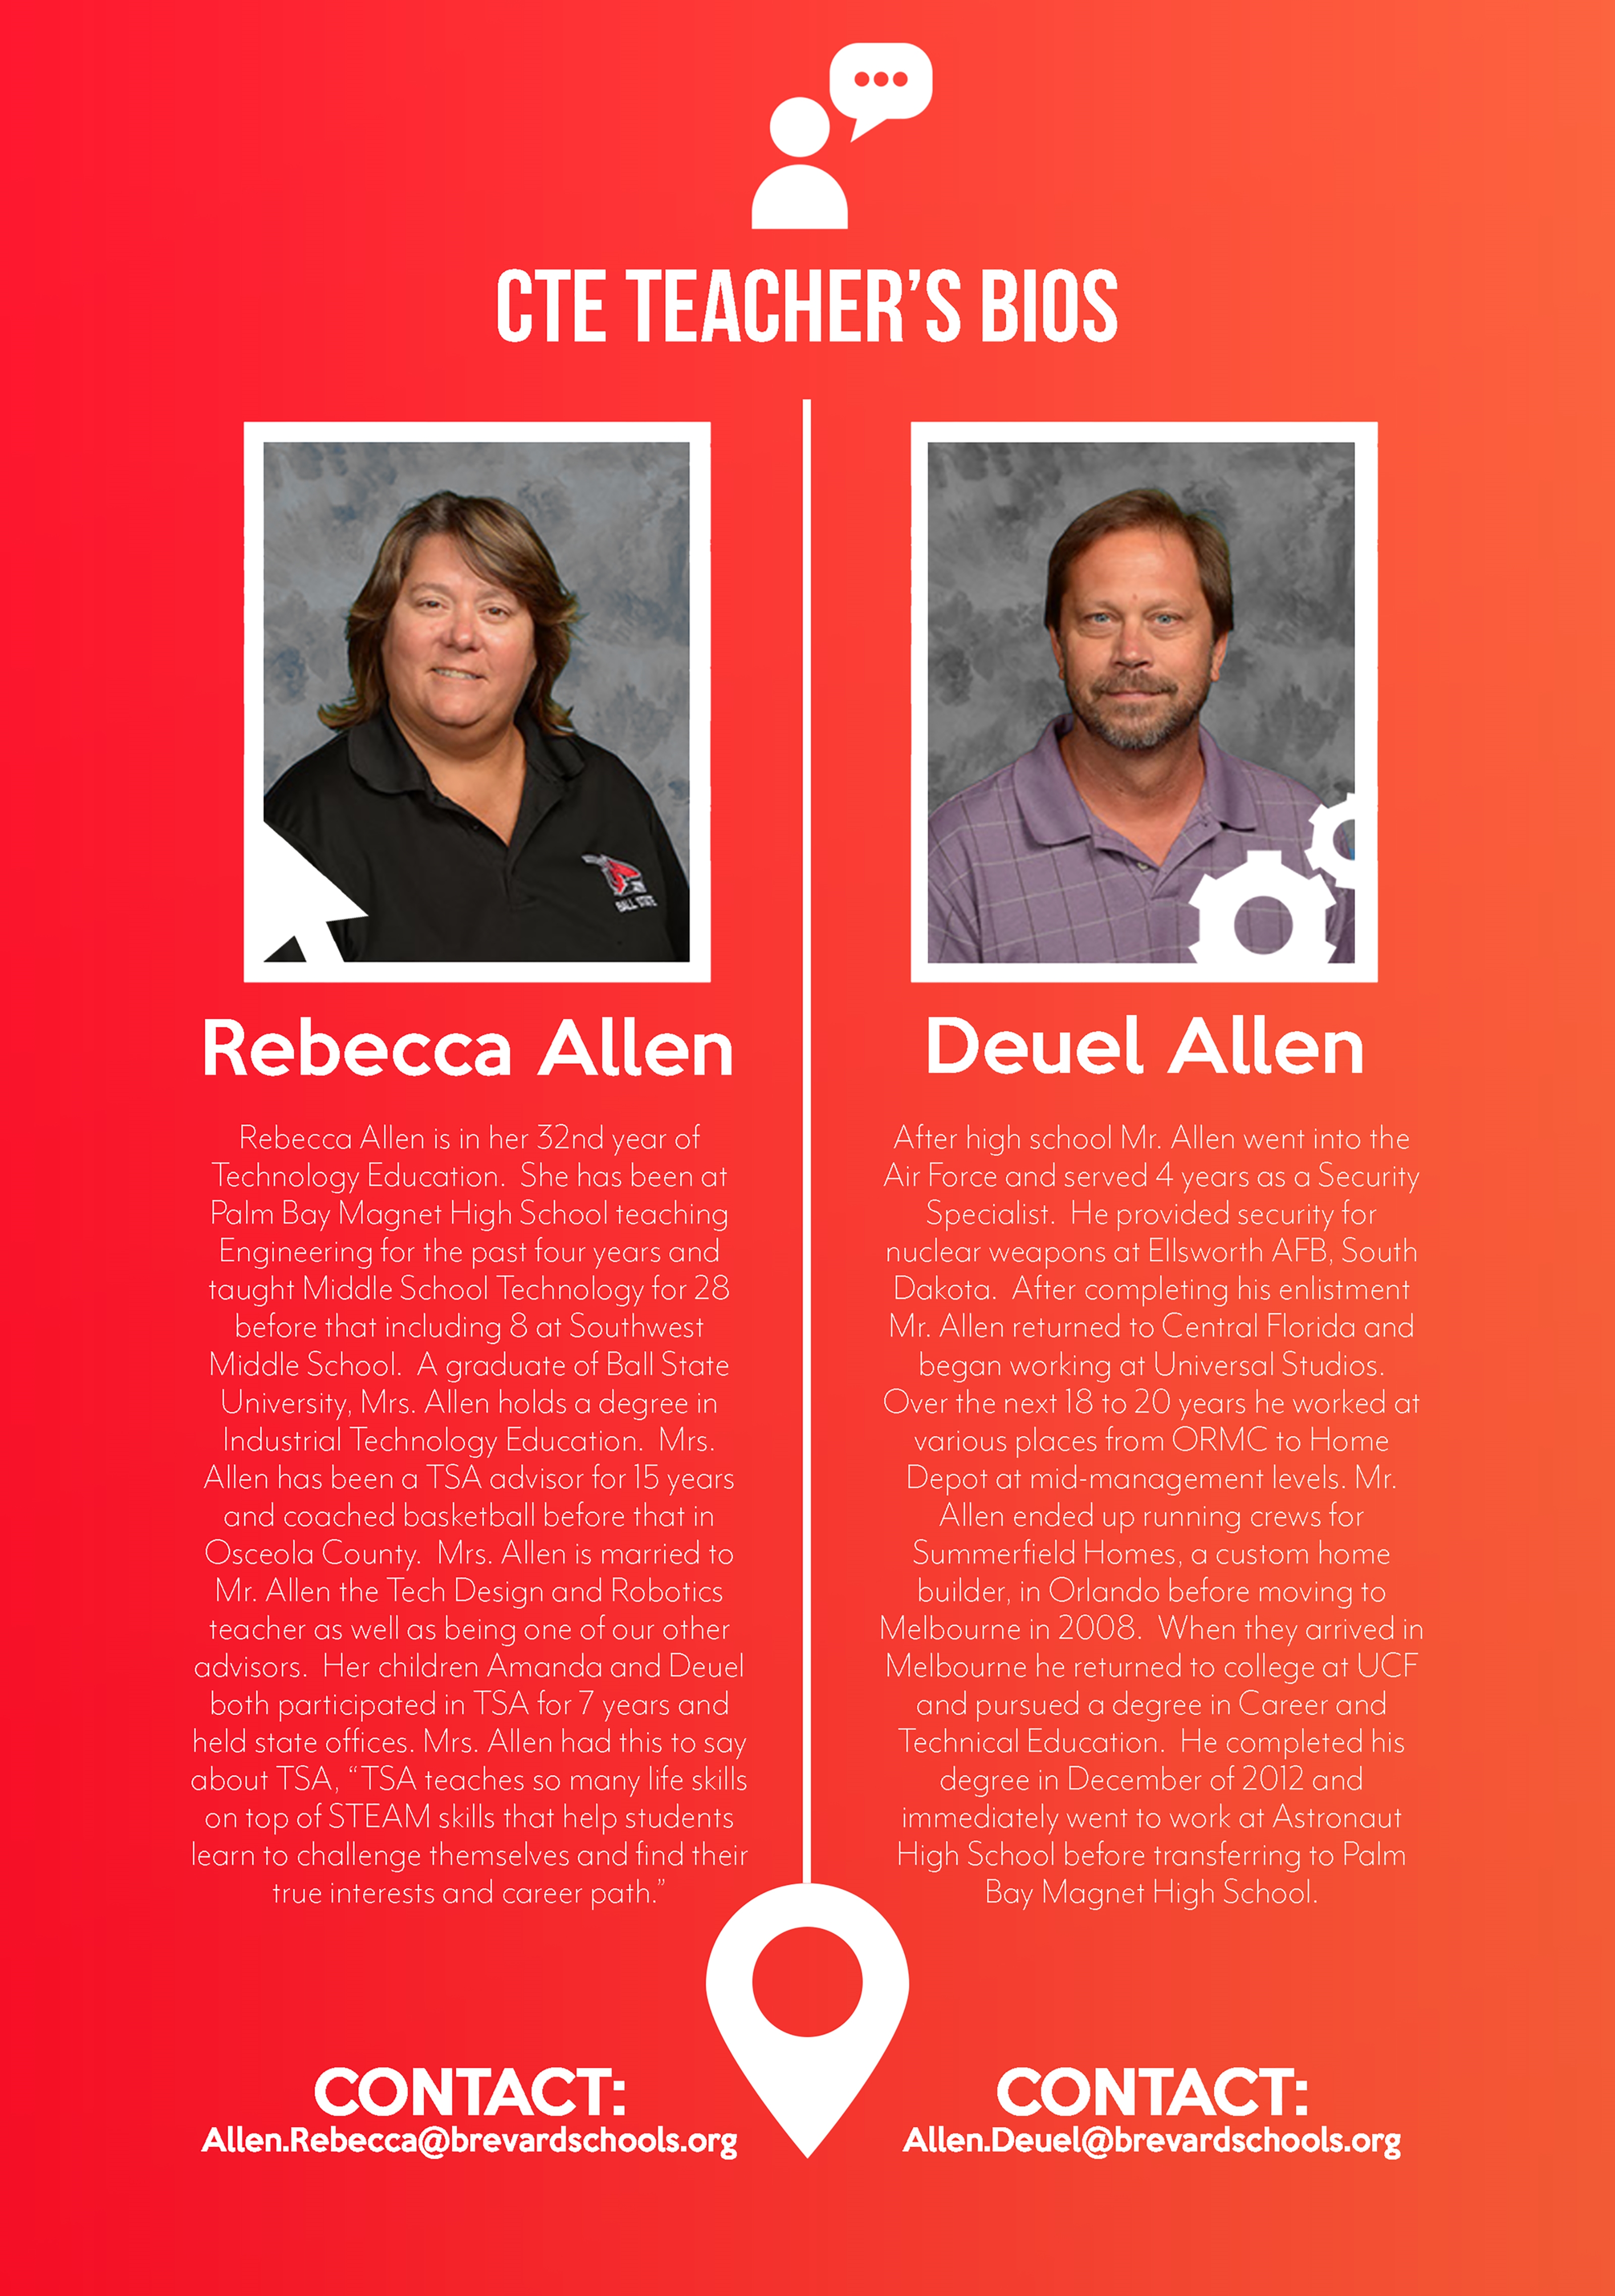 CTE TEACHER'S BIOS
BALL STATE
Rebecca Allen
Rebecca Allen is in her 32nd year of
Technology Education.  She has been at
Palm Bay Magnet High School teaching
Engineering for the past four years and
taught Middle School Technology for 28
before that including 8 at Southwest
Middle School.  A graduate of Ball State
University, Mrs. Allen holds a degree in
Industrial Technology Education.  Mrs.
Allen has been a TSA advisor for 15 years
and coached basketball before that in
Osceola County.  Mrs. Allen is married to
Mr. Allen the Tech Design and Robotics
teacher as well as being one of our other
advisors.  Her children Amanda and Deuel
both participated in TSA for 7 years and
held state offices. Mrs. Allen had this to say
about TSA, “TSA teaches so many life skills
on top of STEAM skills that help students
learn to challenge themselves and find their
true interests and career path.”
CONTACT:
Allen.Rebecca@brevardschools.org
Deuel Allen
After high school Mr. Allen went into the
Air Force and served 4 years as a Security
Specialist.  He provided security for
nuclear weapons at Ellsworth AFB, South
Dakota.  After completing his enlistment
Mr. Allen returned to Central Florida and
began working at Universal Studios.
Over the next 18 to 20 years he worked at
various places from ORMC to Home
Depot at mid-management levels. Mr.
Allen ended up running crews for
Summerfield Homes, a custom home
builder, in Orlando before moving to
Melbourne in 2008.  When they arrived in
Melbourne he returned to college at UCF
and pursued a degree in Career and
Technical Education.  He completed his
degree in December of 2012 and
immediately went to work at Astronaut
High School before transferring to Palm
Bay Magnet High School.
CONTACT:
Allen.Deuel@brevardschools.org